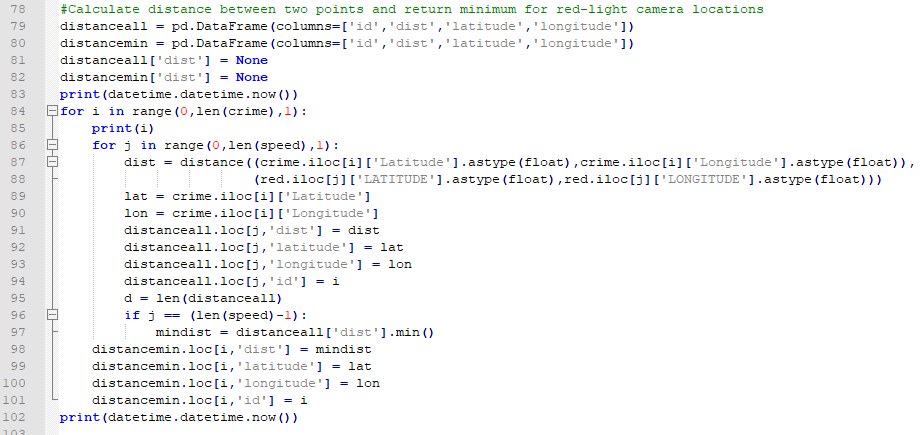 78 #Calculate distance between two points and return minimum for red-light camera locations
79 distanceall = pd.DataFrame(columns=['id','dist','latitude','longitude'])
80 distancemin = pd.DataFrame(columns=['id','dist','latitude','longitude'])
81 distanceall['dist'] = None
82 distancemin['dist'] = None
83 print(datetime.datetime.now())
84 for i in range(0,len(crime),1):
85     print(i)
86     for j in range(0,len(speed),1):
87         dist = distance((crime.iloc[i]['Latitude'].astype(float),crime.iloc[i]['Longitude'].astype(float)),
88                         (red.iloc[j]['LATITUDE'].astype(float),red.iloc[j]['LONGITUDE'].astype(float)))
89         lat = crime.iloc[i]['Latitude']
90         lon = crime.iloc[i]['Longitude']
91         distanceall.loc[j,'dist'] = dist
92         distanceall.loc[j,'latitude'] = lat
93         distanceall.loc[j,'longitude'] = lon
94         distanceall.loc[j,'id'] = i
95         d = len(distanceall)
96         if j == (len(speed)-1):
97             mindist = distanceall['dist'].min()
98     distancemin.loc[i,'dist'] = mindist
99     distancemin.loc[i,'latitude'] = lat
100     distancemin.loc[i,'longitude'] = lon
101     distancemin.loc[i,'id'] = i
102 print(datetime.datetime.now())
103